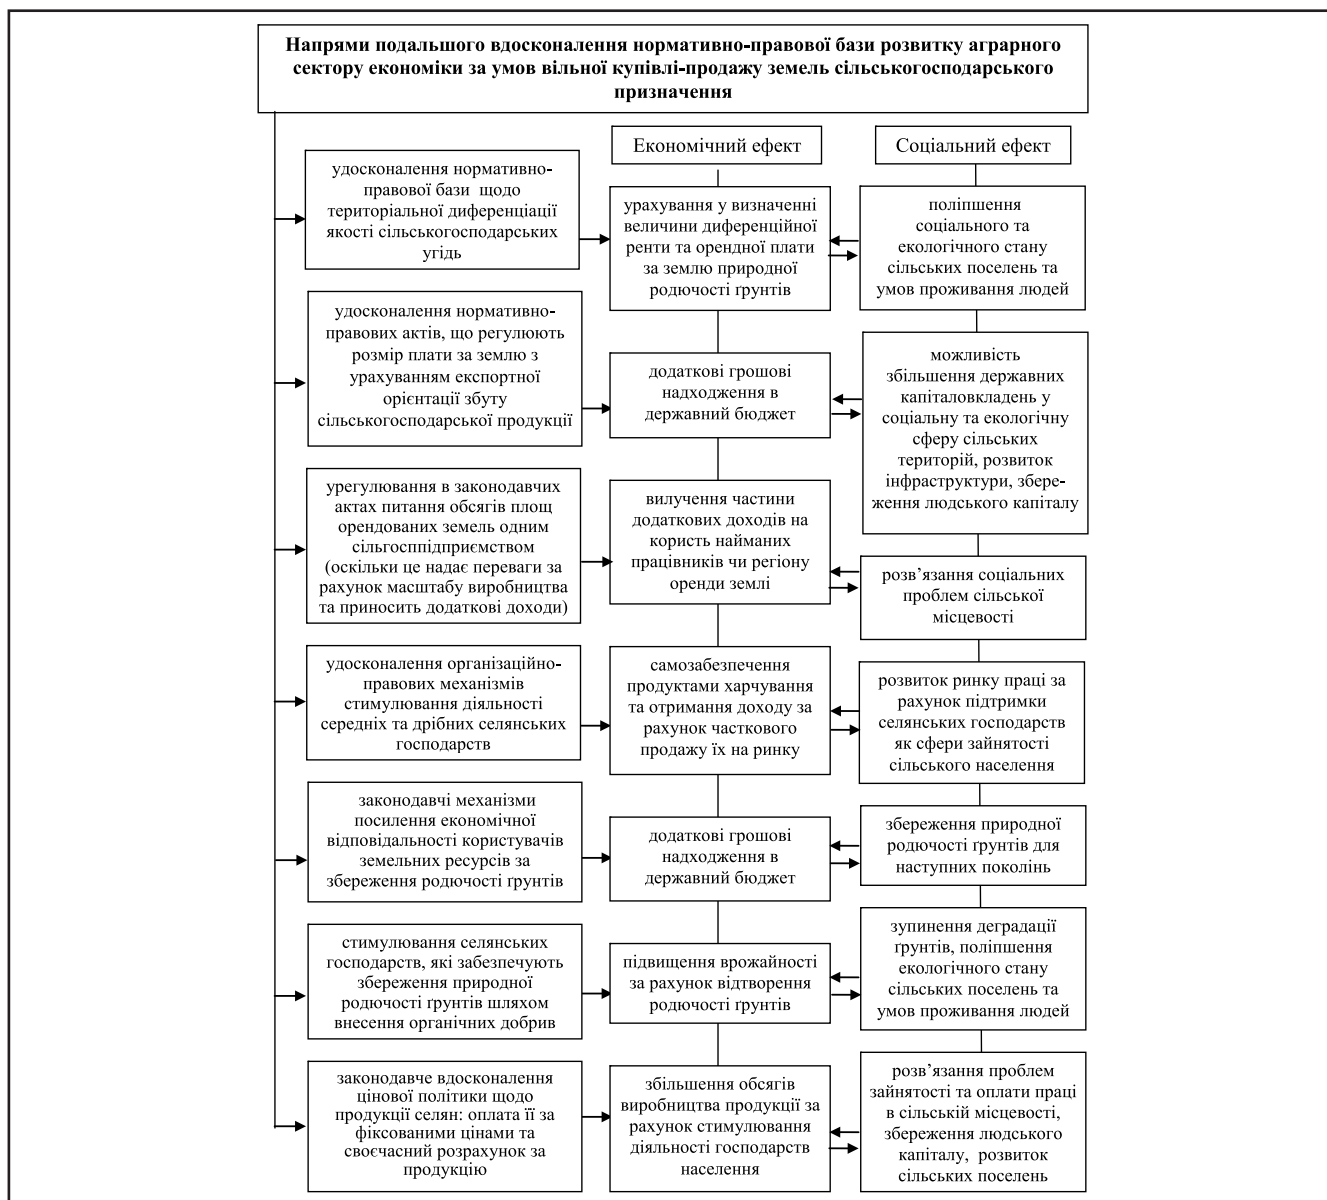 Напрями подальшого вдосконалення нормативно-правової бази розвитку аграрного
сектору економіки за умов вільної купівлі-продажу земель сільськогосподарського
призначення
Економічний ефект
Соціальний ефект
удосконалення нормативно-
правової бази щодо
територіальної диференціації
якості сільськогосподарських
угідь
урахування у визначенні
величини диференційної
ренти та орендної плати
за землю природної
родючості ґрунтів
поліпшення
соціального та
екологічного стану
сільських поселень та
умов проживання людей
удосконалення нормативно-
правових актів, що регулюють
розмір плати за землю з
урахуванням експортної
орієнтації збуту
сільськогосподарської продукції
додаткові грошові
надходження в
державний бюджет
можливість
збільшення державних
капіталовкладень у
соціальну та екологічну
сферу сільських
територій, розвиток
інфраструктури, збере-
ження людського капіталу
урегулювання в законодавчих
актах питання обсягів площ
орендованих земель одним
сільгосппідприємством
(оскільки це надає переваги за
рахунок масштабу виробництва
та приносить додаткові доходи)
вилучення частини
додаткових доходів на
користь найманих
працівників чи регіону
оренди землі
розв’язання соціальних
проблем сільської
місцевості
удосконалення організаційно-
правових механізмів
стимулювання діяльності
середніх та дрібних селянських
господарств
самозабезпечення
продуктами харчування
та отримання доходу за
рахунок часткового
продажу їх на ринку
розвиток ринку праці за
рахунок підтримки
селянських господарств
як сфери зайнятості
сільського населення
законодавчі механізми
посилення економічної
відповідальності користувачів
земельних ресурсів за
збереження родючості ґрунтів
додаткові грошові
надходження в
державний бюджет
збереження природної
родючості ґрунтів для
наступних поколінь
стимулювання селянських
господарств, які забезпечують
збереження природної
родючості ґрунтів шляхом
внесення органічних добрив
підвищення врожайності
за рахунок відтворення
родючості ґрунтів
зупинення деградації
ґрунтів, поліпшення
екологічного стану
сільських поселень та
умов проживання людей
законодавче вдосконалення
цінової політики щодо
продукції селян: оплата її за
фіксованими цінами та
своєчасний розрахунок за
продукцію
збільшення обсягів
виробництва продукції за
рахунок стимулювання
діяльності господарств
населення
розв’язання проблем
зайнятості та оплати праці
в сільській місцевості,
збереження людського
капіталу, розвиток
сільських поселень